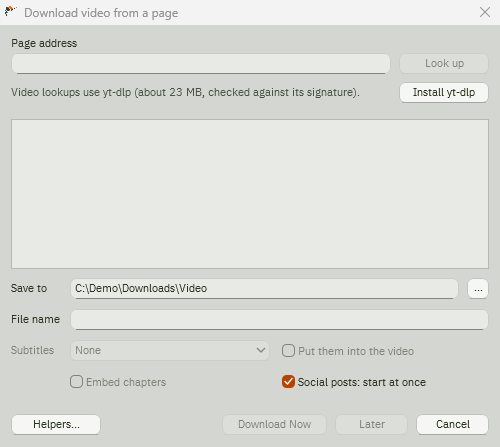 Download video from a page
Page address
Look up
Video lookups use yt-dlp (about 23 MB, checked against its signature).
Install yt-dlp
Save to
C:\Demo\Downloads\Video
...
File name
Subtitles
None
Put them into the video
Embed chapters
Social posts: start at once
Helpers...
Download Now
Later
Cancel